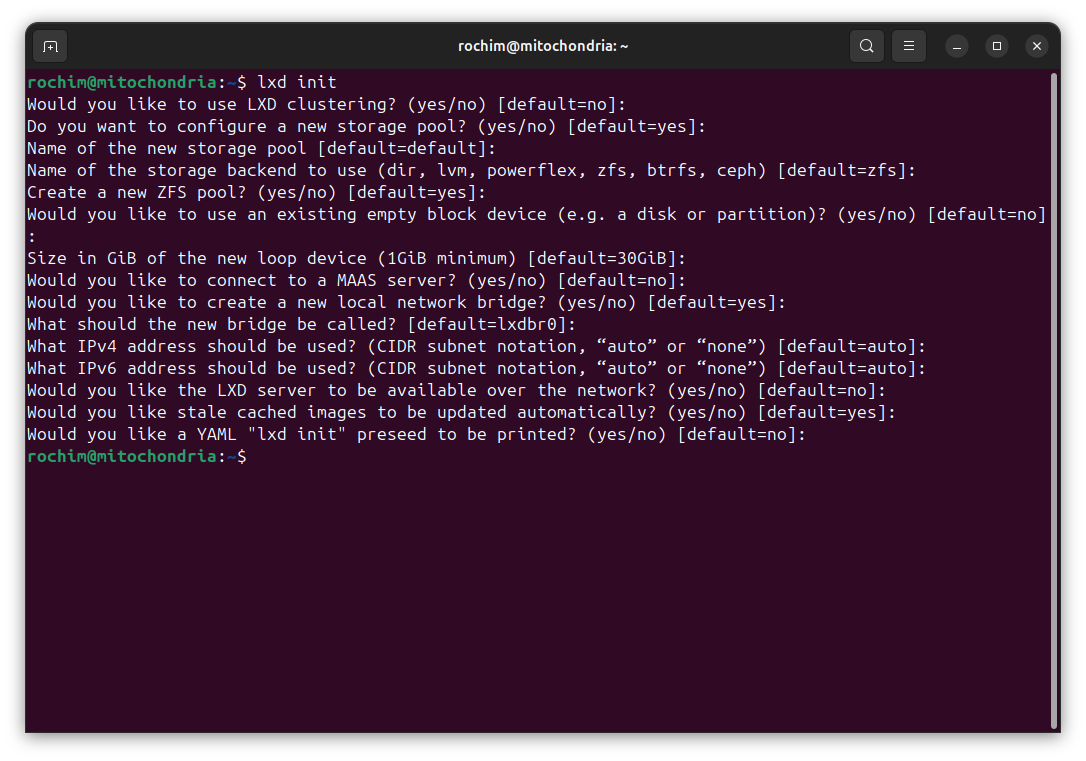 rochim@mitochondria: ~
rochim@mitochondria:~$ lxd init
Would you like to use LXD clustering? (yes/no) [default=no]:
Do you want to configure a new storage pool? (yes/no) [default=yes]:
Name of the new storage pool [default=default]:
Name of the storage backend to use (dir, lvm, powerflex, zfs, btrfs, ceph) [default=zfs]:
Create a new ZFS pool? (yes/no) [default=yes]:
Would you like to use an existing empty block device (e.g. a disk or partition)? (yes/no) [default=no]
:
Size in GiB of the new loop device (1GiB minimum) [default=30GiB]:
Would you like to connect to a MAAS server? (yes/no) [default=no]:
Would you like to create a new local network bridge? (yes/no) [default=yes]:
What should the new bridge be called? [default=lxdbr0]:
What IPv4 address should be used? (CIDR subnet notation, “auto” or “none”) [default=auto]:
What IPv6 address should be used? (CIDR subnet notation, “auto” or “none”) [default=auto]:
Would you like the LXD server to be available over the network? (yes/no) [default=no]:
Would you like stale cached images to be updated automatically? (yes/no) [default=yes]:
Would you like a YAML "lxd init" preseed to be printed? (yes/no) [default=no]:
rochim@mitochondria:~$